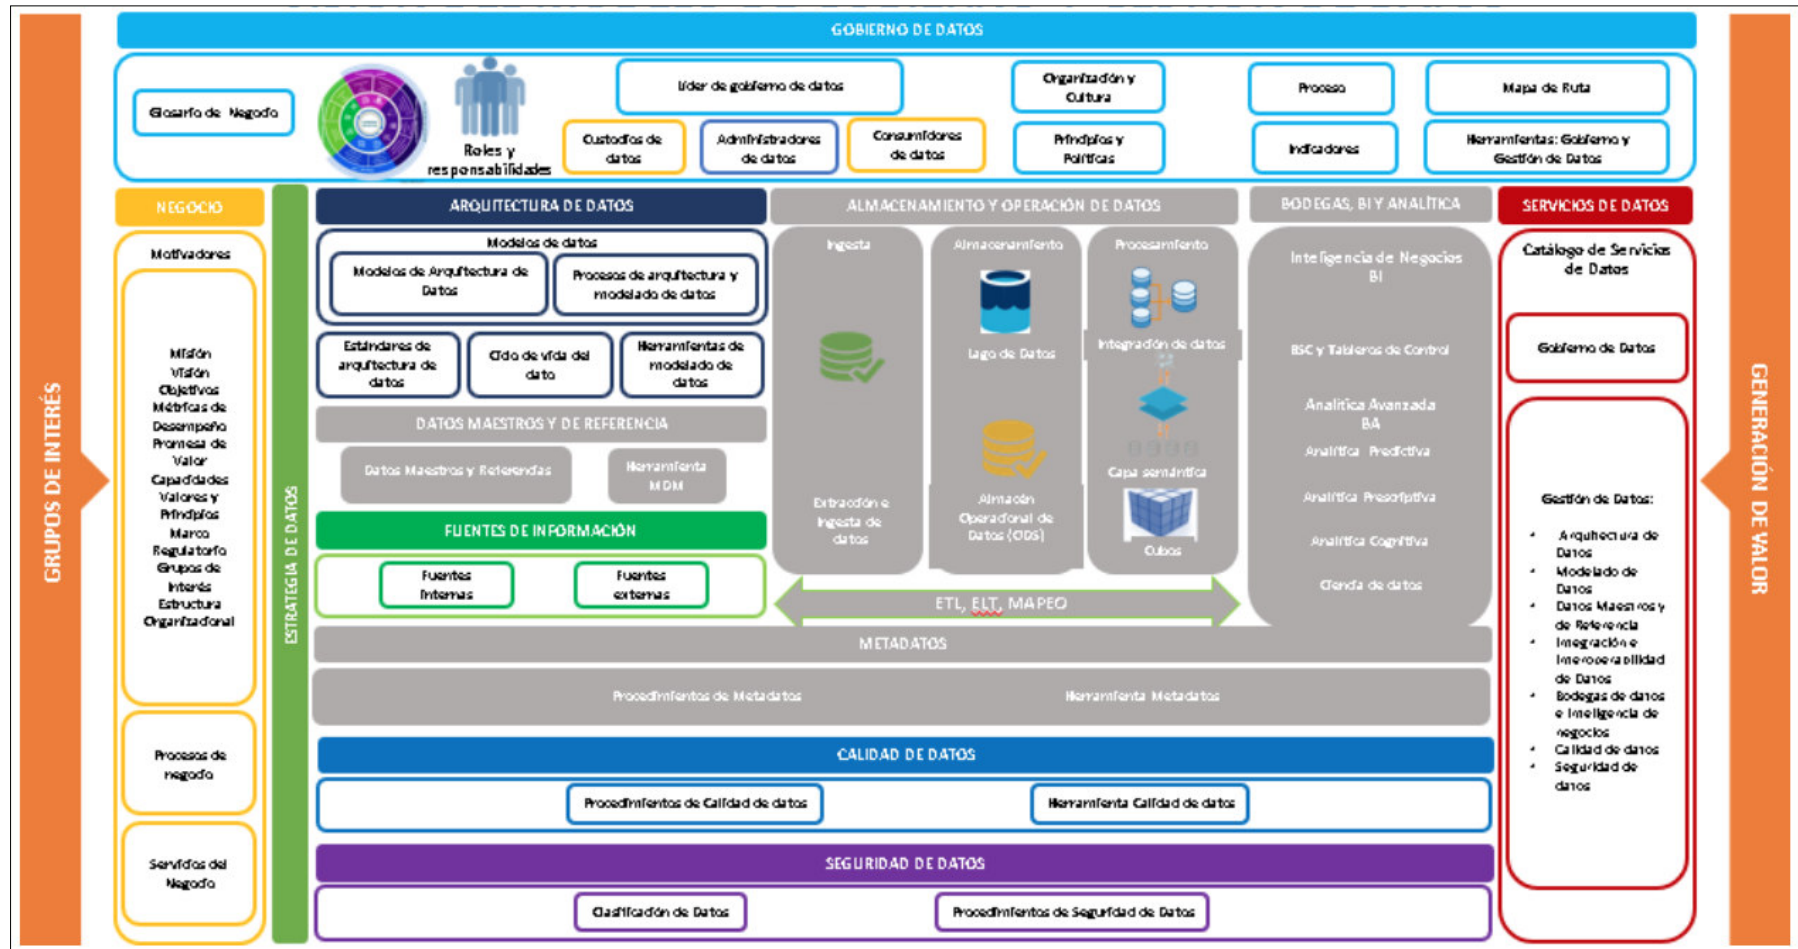 GOBIERNO DE DATOS
Glosario de Negocio
Roles y
responsabilidades
Líder de gobierno de datos
Custodios de
datos
Administradores
de datos
Consumidores
de datos
Organización y
Cultura
Principios y
Políticas
Proceso
Indicadores
Mapa de Ruta
Herramientas: Gobierno y
Gestión de Datos
GRUPOS DE INTERÉS
NEGOCIO
Motivadores
Misión
Visión
Objetivos
Métricas de
Desempeño
Promesa de
Valor
Capacidades
Valores y
Principios
Marco
Regulatorio
Grupos de
Interés
Estructura
Organizacional
Procesos de
negocio
Servicios del
Negocio
ESTRATEGIA DE DATOS
ARQUITECTURA DE DATOS
Modelos de datos
Modelos de Arquitectura de
Datos
Procesos de arquitectura y
modelado de datos
Estándares de
arquitectura de
datos
Ciclo de vida del
dato
Herramientas de
modelado de
datos
DATOS MAESTROS Y DE REFERENCIA
Datos Maestros y Referencias
Herramienta
MDM
FUENTES DE INFORMACIÓN
Fuentes
Internas
Fuentes
externas
ALMACENAMIENTO Y OPERACIÓN DE DATOS
Ingesta
Extracción e
Ingesta de
datos
Almacenamiento
Lago de Datos
Almacén
Operacional de
Datos (ODS)
Procesamiento
Integración de datos
Capa semántica
Cubos
ETL, ELT, MAPEO
BODEGAS, BI Y ANALÍTICA
Inteligencia de Negocios
BI
BSC y Tableros de Control
Analítica Avanzada
BA
Analítica Predictiva
Analítica Prescriptiva
Analítica Cognitiva
Ciencia de datos
METADATOS
Procedimientos de Metadatos
Herramienta Metadatos
CALIDAD DE DATOS
Procedimientos de Calidad de datos
Herramienta Calidad de datos
SEGURIDAD DE DATOS
Clasificación de Datos
Procedimientos de Seguridad de Datos
SERVICIOS DE DATOS
Catálogo de Servicios
de Datos
Gobierno de Datos
Gestión de Datos:
• Arquitectura de
Datos
• Modelado de
Datos
• Datos Maestros y
de Referencia
• Integración e
Interoperabilidad
de Datos
• Bodegas de datos
e Inteligencia de
negocios
• Calidad de datos
• Seguridad de
datos
GENERACIÓN DE VALOR